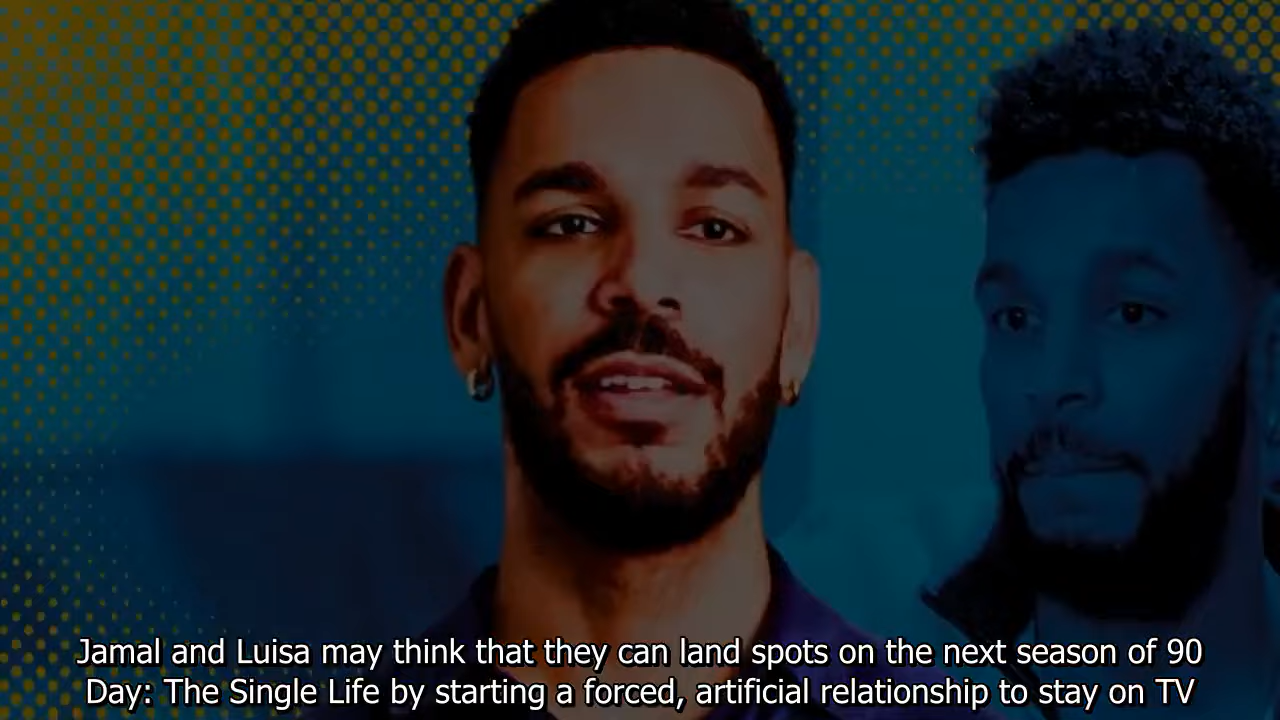 Jamal and Luisa may think that they can land spots on the next season of 90
Day: The Single Life by starting a forced, artificial relationship to stay on TV